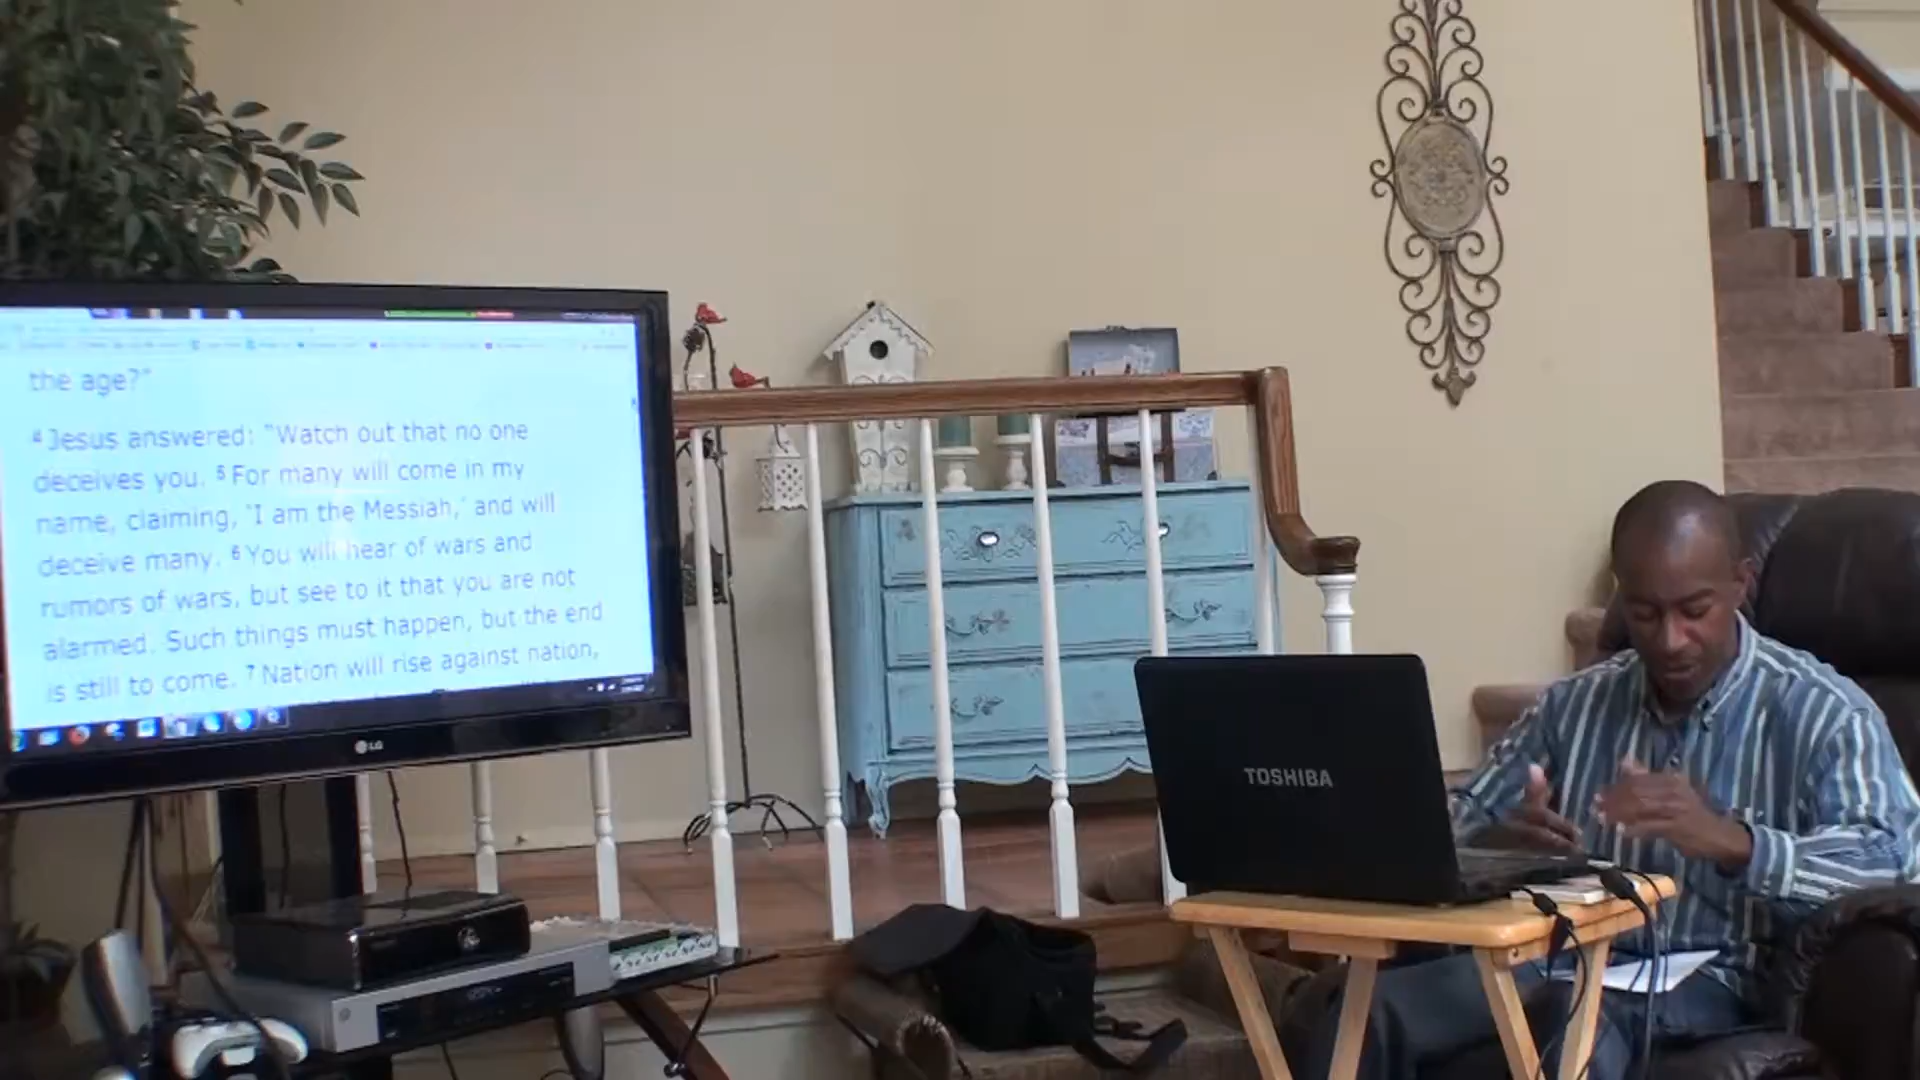 the age?"
4 Jesus answered: "Watch out that no one
deceives you. 5 For many will come in my
name, claiming, 'I am the Messiah,' and will
deceive many. 6 You will hear of wars and
rumors of wars, but see to it that you are not
alarmed. Such things must happen, but the end
is still to come. 7 Nation will rise against nation,
LG
TOSHIBA